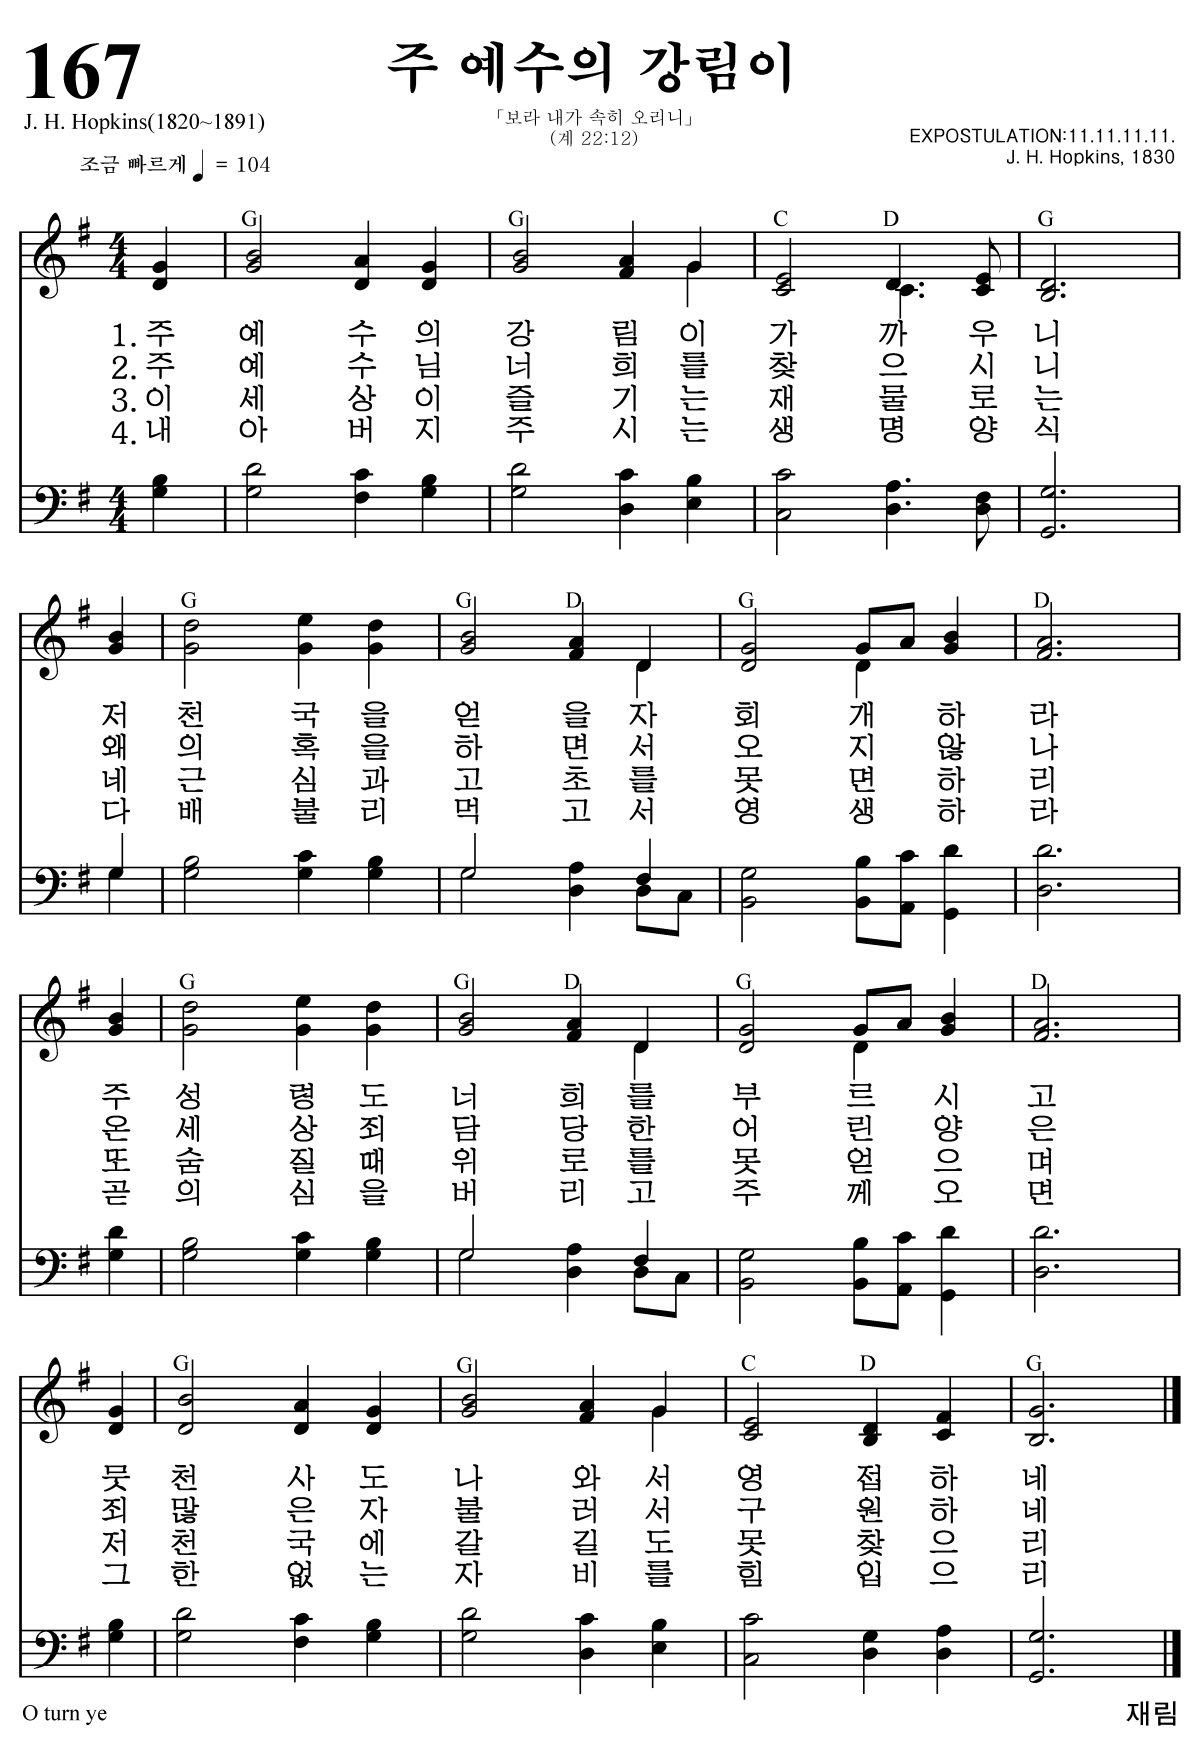 167
주 예수의 강림이
J. H. Hopkins(1820~1891)
「보라 내가 속히 오리니」
(계 22:12)
EXPOSTULATION:11.11.11.11.
J. H. Hopkins, 1830
조금 빠르게 ♩ = 104
G G C D G
1. 주 예 수 의 강 림 이 가 까 우 니
2. 주 예 수 님 너 희 를 찾 으 시 니
3. 이 세 상 이 즐 기 는 재 물 로 는
4. 내 아 버 지 주 시 는 생 명 양 식
G G D G D
저 천 국 을 얻 을 자 회 개 하 라
왜 의 혹 을 하 면 서 오 지 않 나
네 근 심 과 고 초 를 못 면 하 리
다 배 불 리 먹 고 서 영 생 하 라
G G D G D
주 성 령 도 너 희 를 부 르 시 고
온 세 상 죄 담 당 한 어 린 양 은
또 숨 질 때 위 로 를 못 얻 으 며
곧 의 심 을 버 리 고 주 께 오 면
G G C D G
뭇 천 사 도 나 와 서 영 접 하 네
죄 많 은 자 불 러 서 구 원 하 네
저 천 국 에 갈 길 도 못 찾 으 리
그 한 없 는 자 비 를 힘 입 으 리
O turn ye
재림